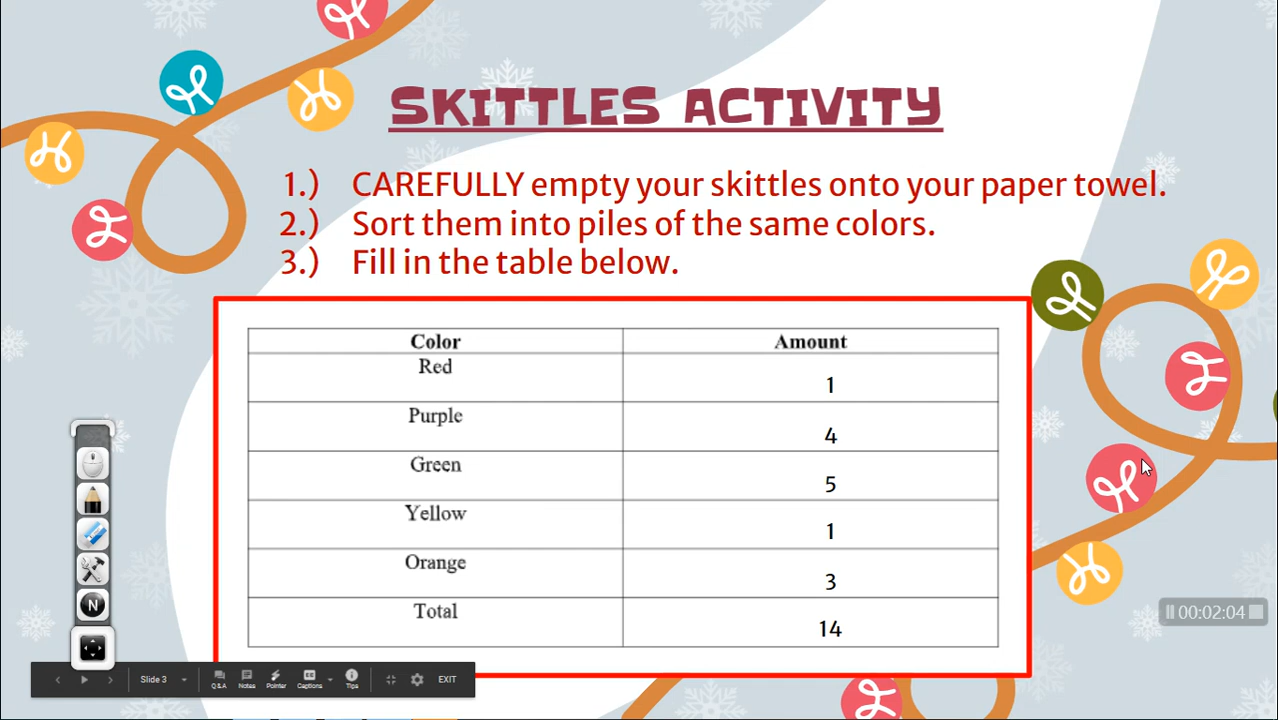 SKITTLES ACTIVITY
1.) CAREFULLY empty your skittles onto your paper towel.
2.) Sort them into piles of the same colors.
3.) Fill in the table below.
Color Amount
Red 1
Purple 4
Green 5
Yellow 1
Orange 3
Total 14
N
00:02:04
Slide 3 Q&A Notes Pointer Captions Tips EXIT